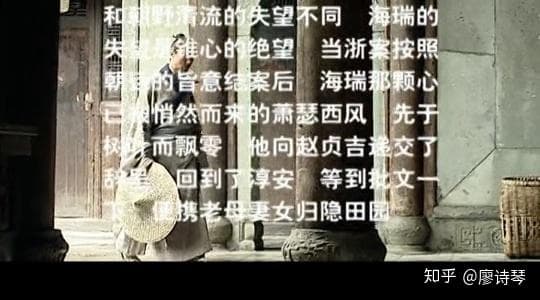 和朝野清流的失望不同 海瑞的
失望是锥心的绝望 当浙案按照
朝廷的旨意结案后 海瑞那颗心
已被悄然而来的萧瑟西风 先于
树叶而飘零 他向赵贞吉递交了
辞呈 回到了淳安 等到批文一
下 便携老母妻女归隐田园
知乎 @廖诗琴